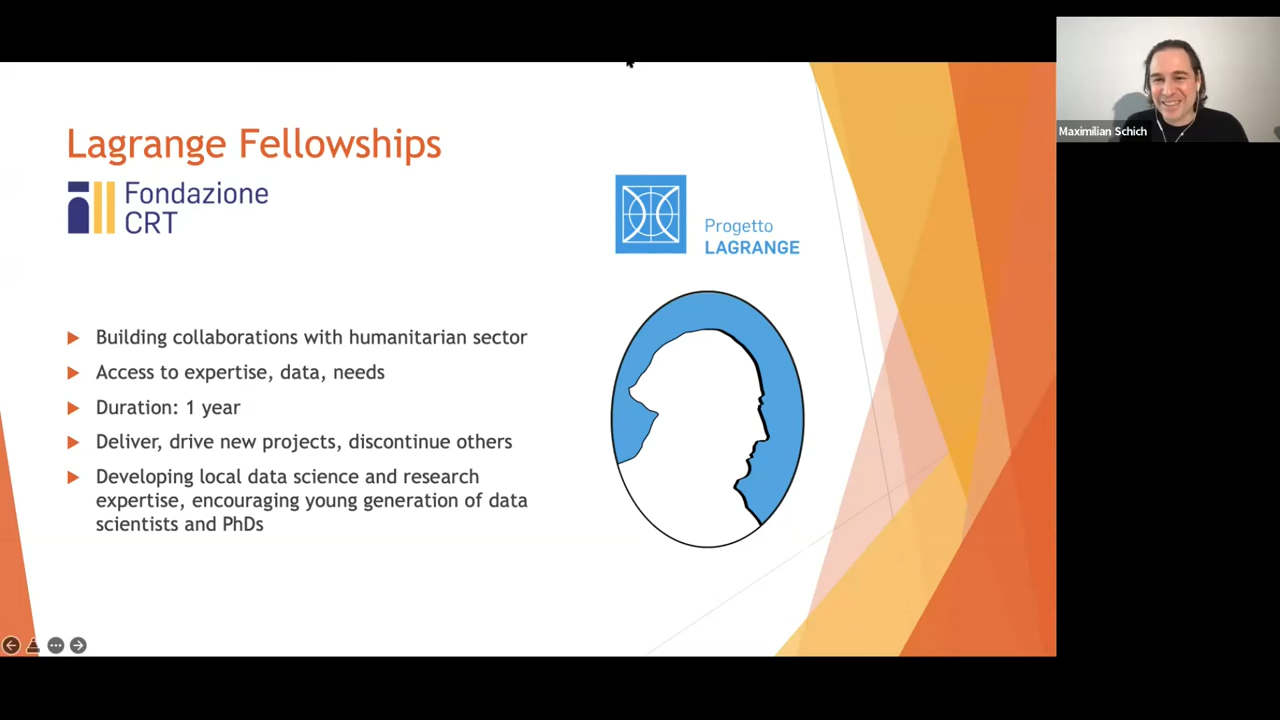 Lagrange Fellowships
Fondazione
CRT
Progetto
LAGRANGE
Building collaborations with humanitarian sector
Access to expertise, data, needs
Duration: 1 year
Deliver, drive new projects, discontinue others
Developing local data science and research
expertise, encouraging young generation of data
scientists and PhDs
Maximilian Schich